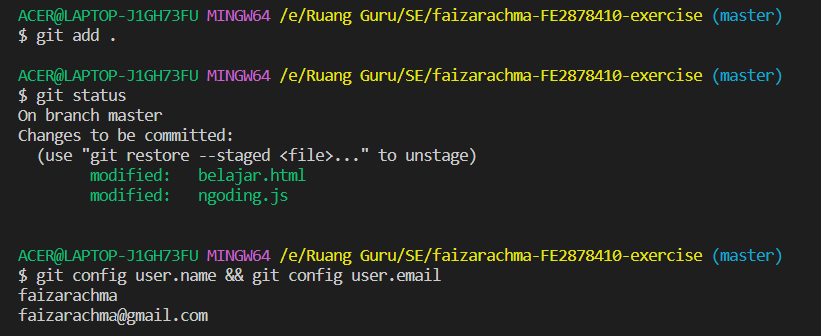 ACER@LAPTOP-J1GH73FU MINGW64 /e/Ruang Guru/SE/faizarachma-FE2878410-exercise (master)
$ git add .
ACER@LAPTOP-J1GH73FU MINGW64 /e/Ruang Guru/SE/faizarachma-FE2878410-exercise (master)
$ git status
On branch master
Changes to be committed:
  (use "git restore --staged <file>..." to unstage)
        modified:   belajar.html
        modified:   ngoding.js
ACER@LAPTOP-J1GH73FU MINGW64 /e/Ruang Guru/SE/faizarachma-FE2878410-exercise (master)
$ git config user.name && git config user.email
faizarachma
faizarachma@gmail.com